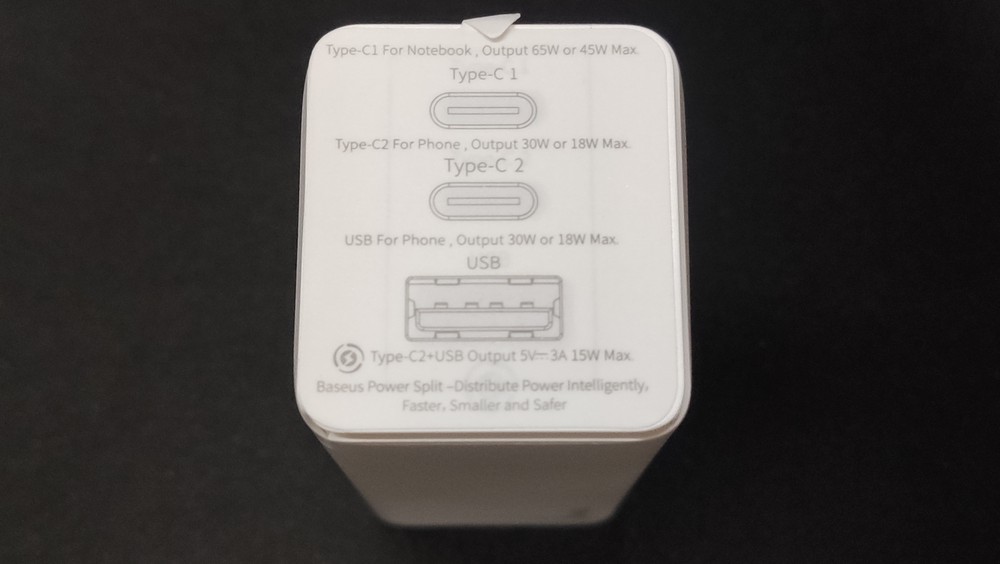 Type-C1 For Notebook , Output 65W or 45W Max.
Type-C 1
Type-C2 For Phone , Output 30W or 18W Max.
Type-C 2
USB For Phone , Output 30W or 18W Max.
USB
Type-C2+USB Output 5V⎓3A 15W Max.
Baseus Power Split –Distribute Power Intelligently,
Faster, Smaller and Safer